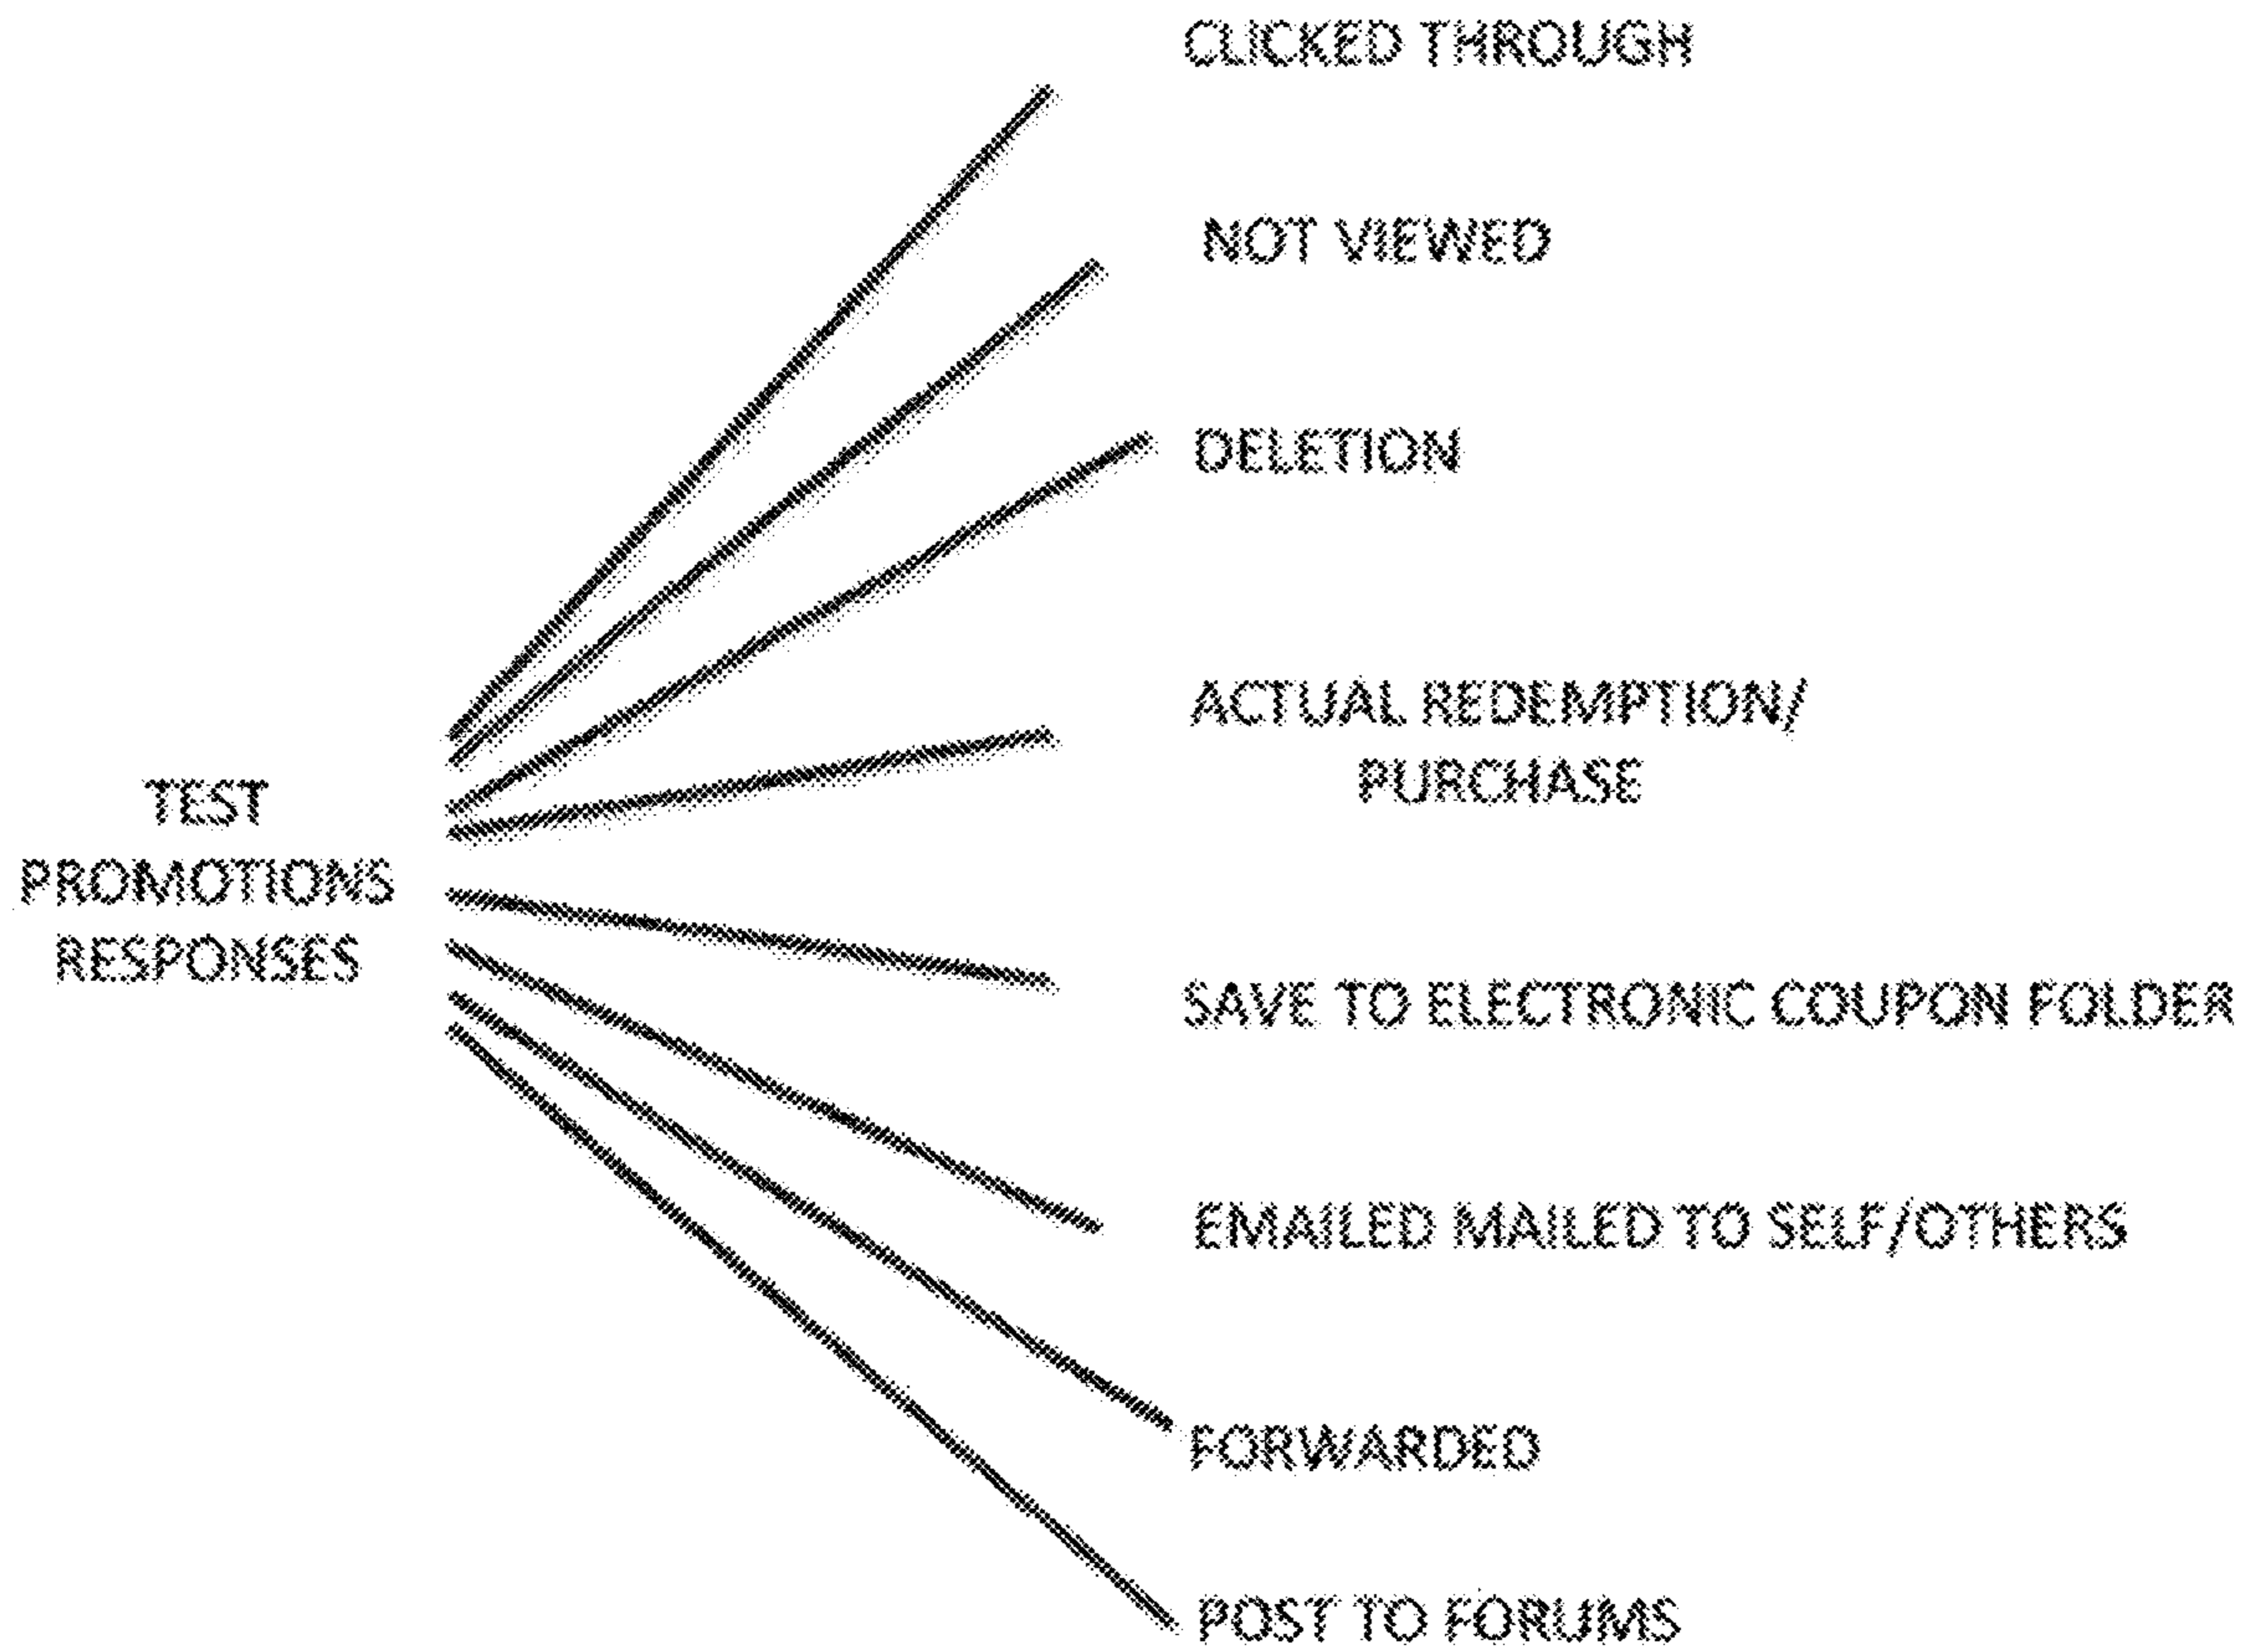 CLICKED THROUGH
NOT VIEWED
DELETION
ACTUAL REDEMPTION/
PURCHASE
TEST
PROMOTIONS
RESPONSES
SAVE TO ELECTRONIC COUPON FOLDER
EMAILED MAILED TO SELF/OTHERS
FORWARDED
POST TO FORUMS